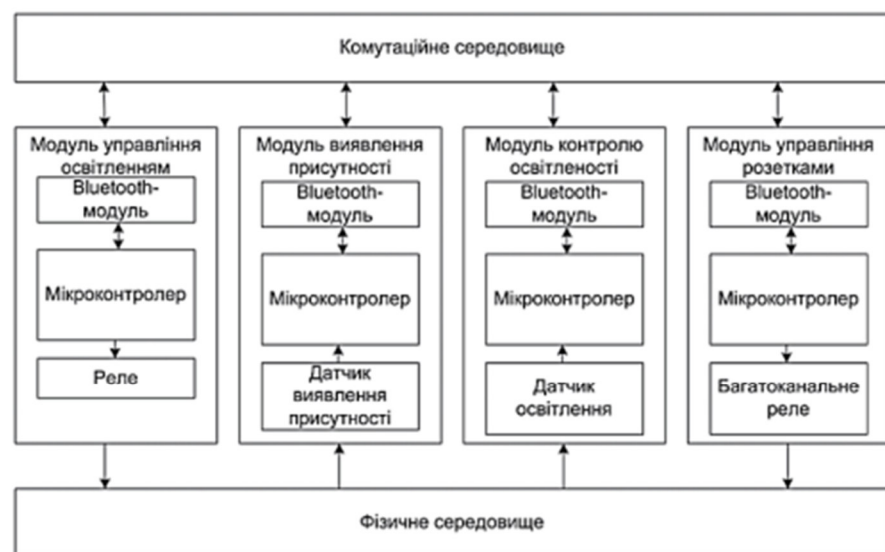 Комутаційне середовище
Модуль управління
освітленням
Bluetooth-
модуль
Мікроконтролер
Реле
Модуль виявлення
присутності
Bluetooth-
модуль
Мікроконтролер
Датчик
виявлення
присутності
Модуль контролю
освітленості
Bluetooth-
модуль
Мікроконтролер
Датчик
освітлення
Модуль управління
розетками
Bluetooth-
модуль
Мікроконтролер
Багатоканальне
реле
Фізичне середовище